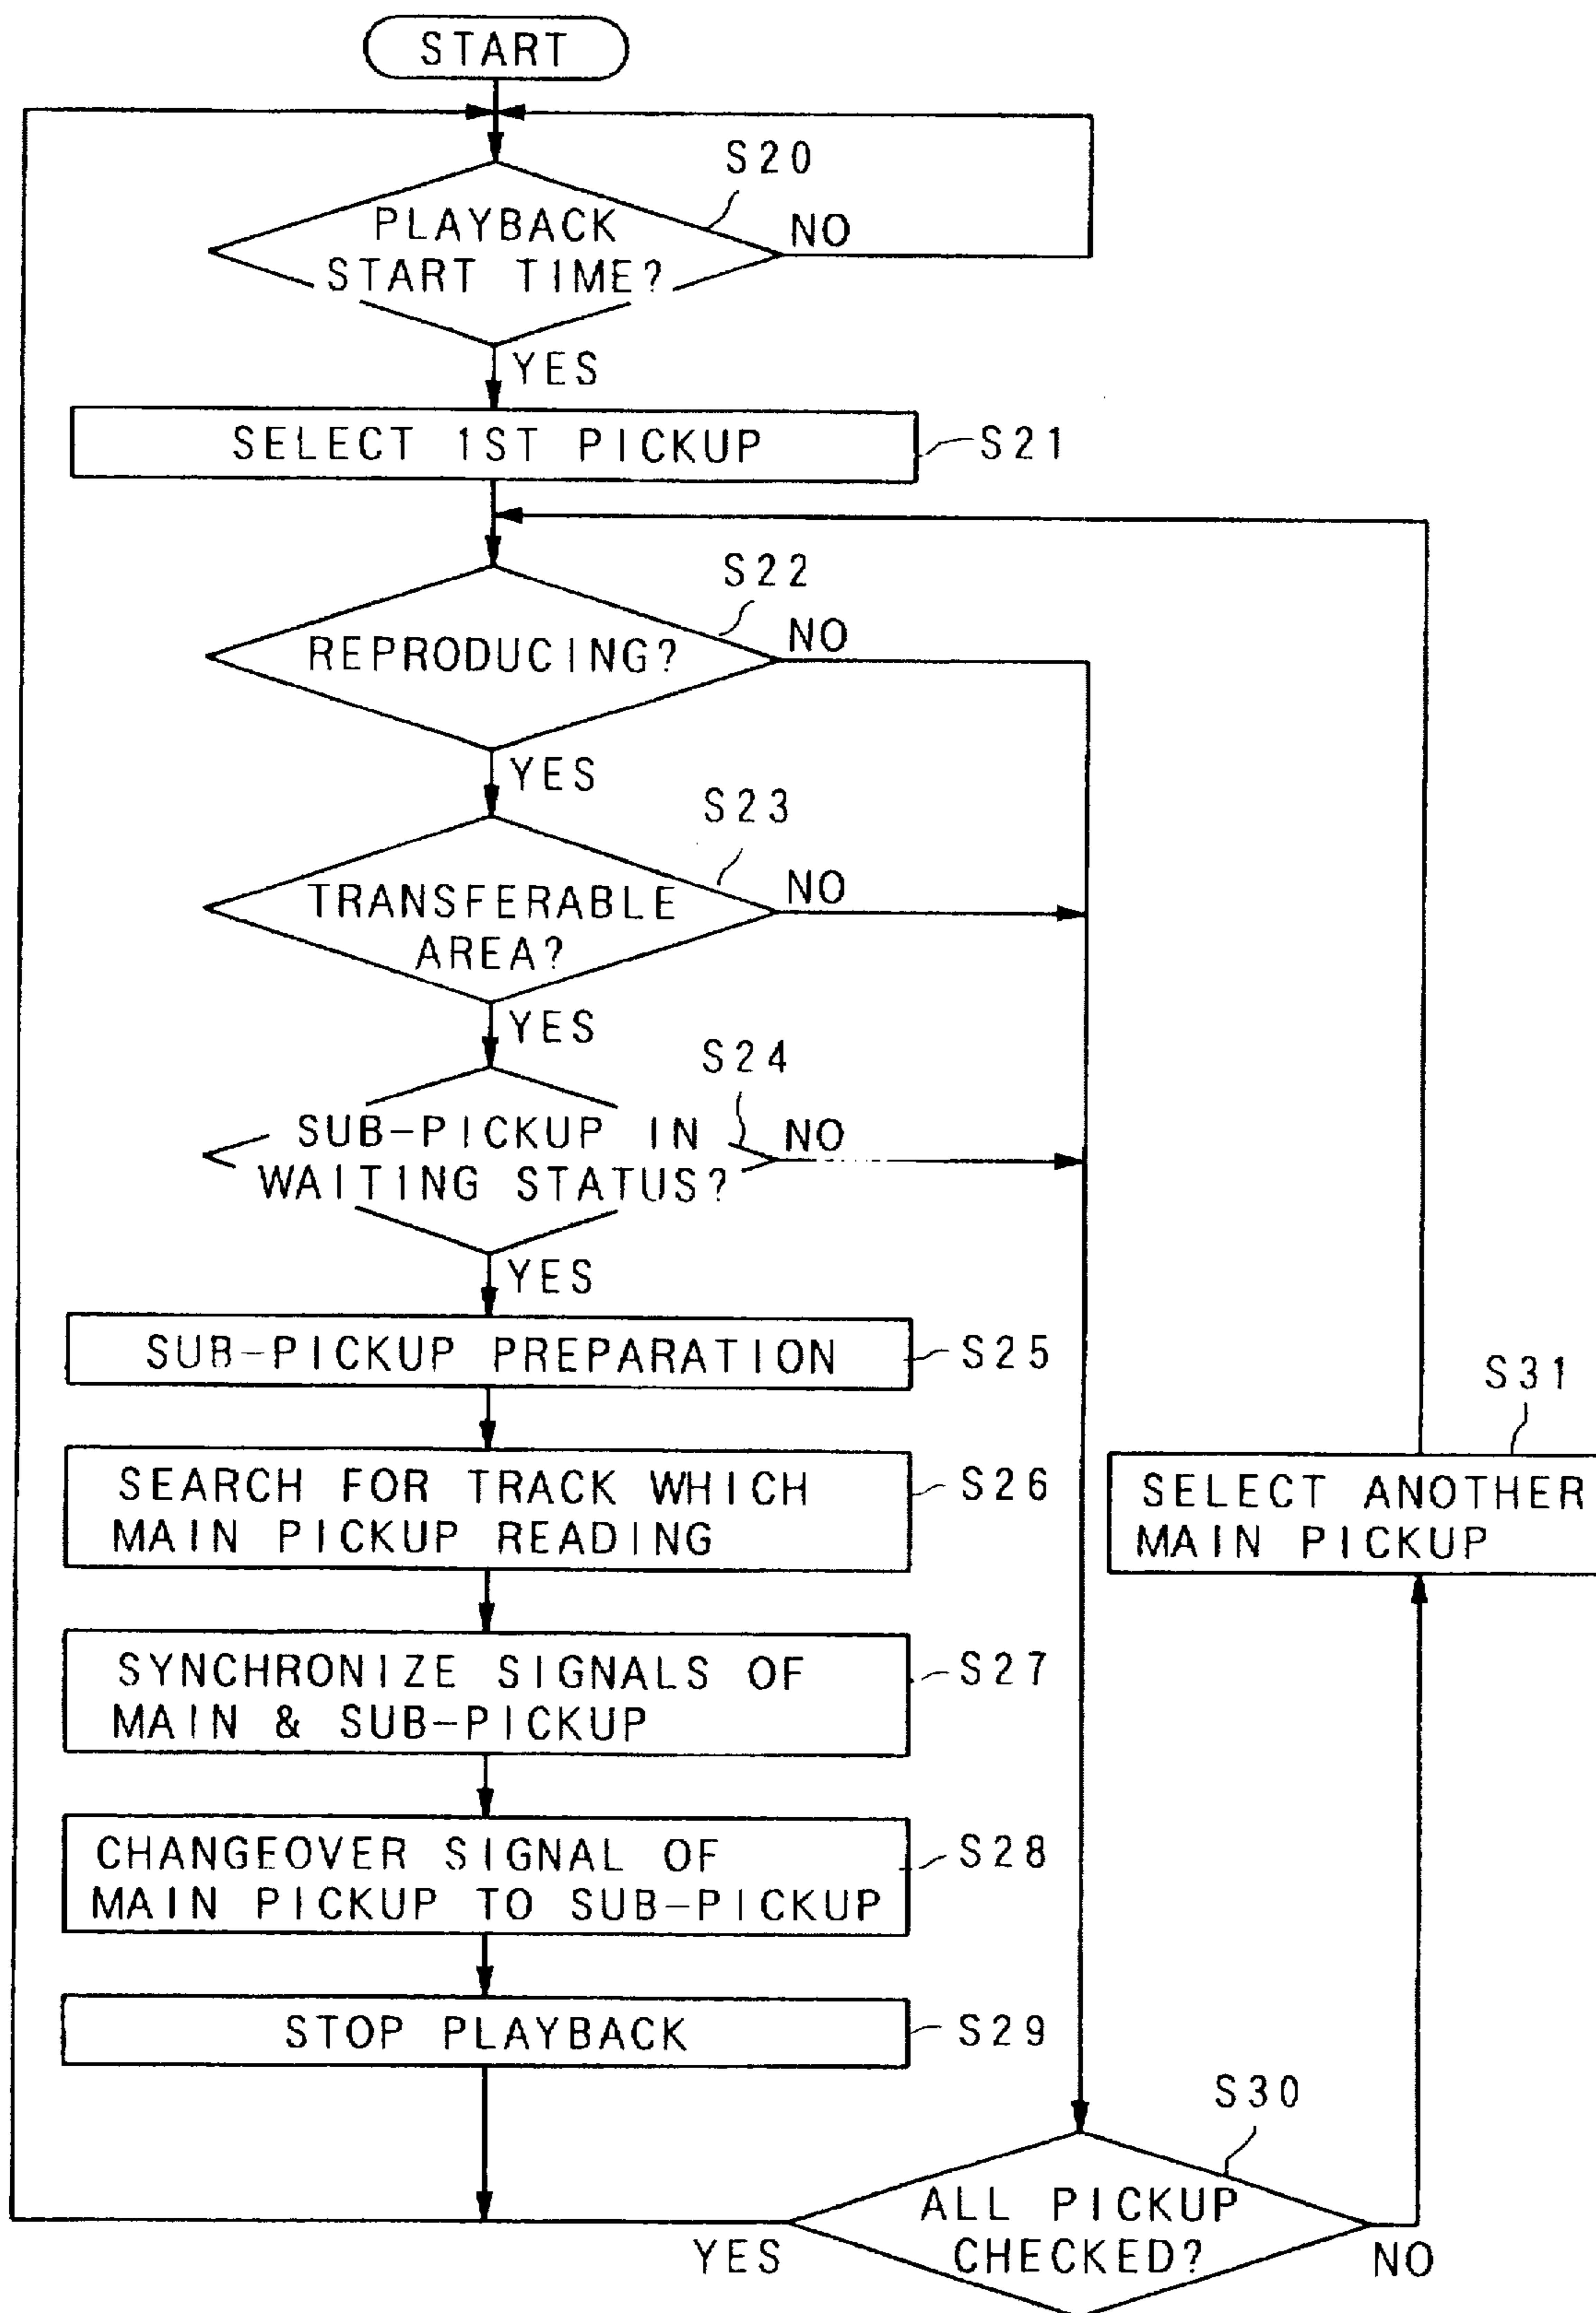 START
S20
PLAYBACK
START TIME?
NO
YES
SELECT 1ST PICKUP
S21
S22
REPRODUCING?
NO
YES
S23
TRANSFERABLE
AREA?
NO
YES
S24
SUB-PICKUP IN
WAITING STATUS?
NO
YES
SUB-PICKUP PREPARATION
S25
SEARCH FOR TRACK WHICH
MAIN PICKUP READING
S26
S31
SELECT ANOTHER
MAIN PICKUP
SYNCHRONIZE SIGNALS OF
MAIN & SUB-PICKUP
S27
CHANGEOVER SIGNAL OF
MAIN PICKUP TO SUB-PICKUP
S28
STOP PLAYBACK
S29
S30
ALL PICKUP
CHECKED?
YES
NO